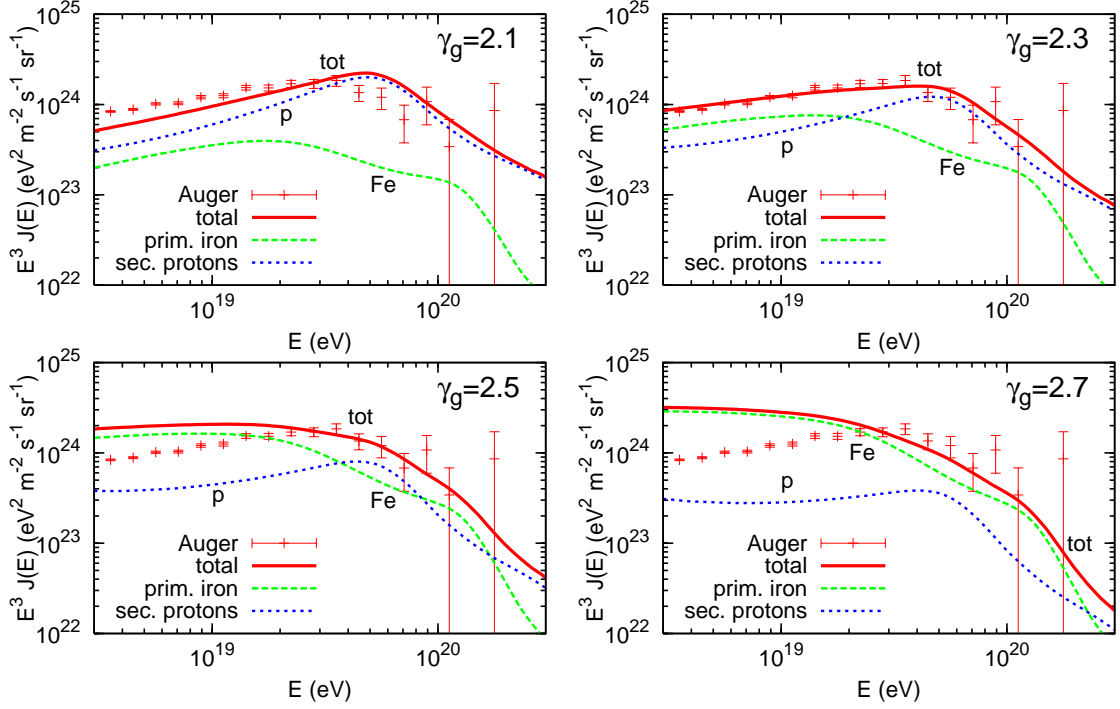 γg=2.1
tot
p
Fe
Auger
total
prim. iron
sec. protons
10^25
10^24
10^23
10^22
E^3 J(E) (eV^2 m^-2 s^-1 sr^-1)
10^19
10^20
E (eV)
γg=2.3
tot
p
Fe
Auger
total
prim. iron
sec. protons
10^25
10^24
10^23
10^22
E^3 J(E) (eV^2 m^-2 s^-1 sr^-1)
10^19
10^20
E (eV)
γg=2.5
tot
p
Fe
Auger
total
prim. iron
sec. protons
10^25
10^24
10^23
10^22
E^3 J(E) (eV^2 m^-2 s^-1 sr^-1)
10^19
10^20
E (eV)
γg=2.7
Fe
p
tot
Auger
total
prim. iron
sec. protons
10^25
10^24
10^23
10^22
E^3 J(E) (eV^2 m^-2 s^-1 sr^-1)
10^19
10^20
E (eV)